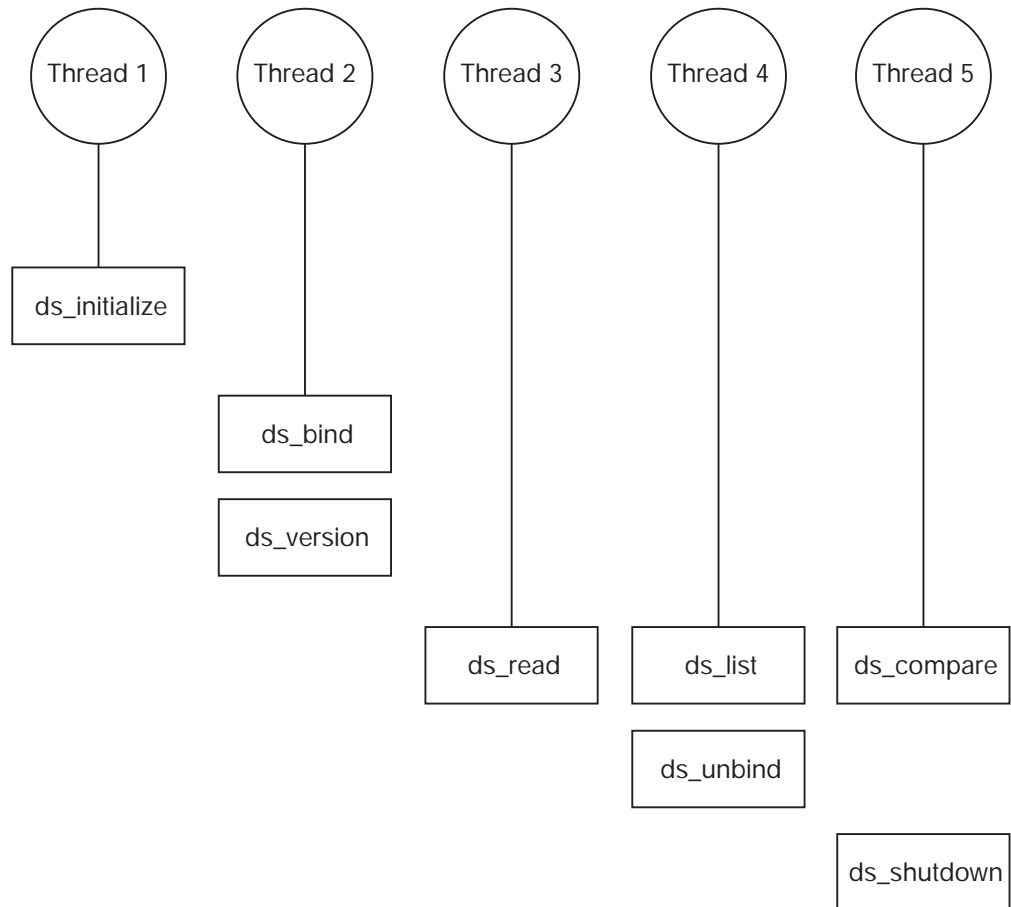 Thread 1
Thread 2
Thread 3
Thread 4
Thread 5
ds_initialize
ds_bind
ds_version
ds_read
ds_list
ds_compare
ds_unbind
ds_shutdown